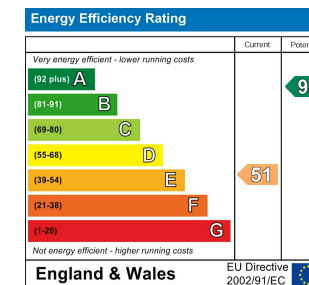 Energy Efficiency Rating
Current Poten
Very energy efficient - lower running costs
(92 plus) A
(81-91) B
(69-80) C
(55-68) D
(39-54) E
(21-38) F
(1-20) G
51
9
Not energy efficient - higher running costs
England & Wales
EU Directive
2002/91/EC